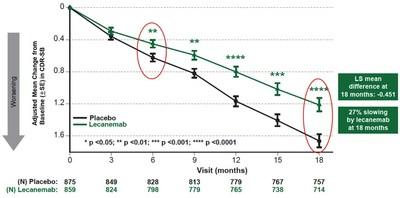 Worsening
Adjusted Mean Change from
Baseline (±SE) in CDR-SB
0
0.4
0.8
1.2
1.6
**
**
****
***
****
Placebo
Lecanemab
* p <0.05; ** p <0.01; *** p <0.001; **** p <0.0001
0 3 6 9 12 15 18
Visit (months)
LS mean
difference at
18 months: -0.451
27% slowing
by lecanemab
at 18 months
(N) Placebo: 875 849 828 813 779 767 757
(N) Lecanemab: 859 824 798 779 765 738 714